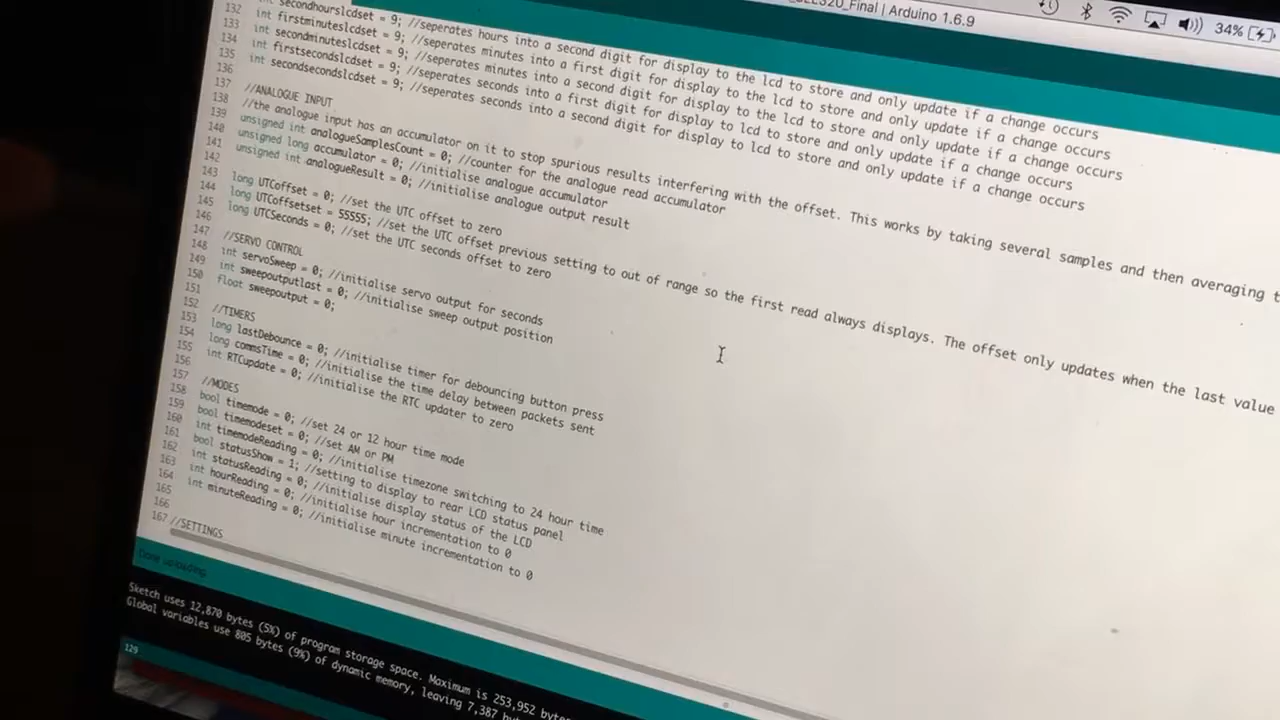 Final | Arduino 1.6.9
34%
132 secondhourslcdset = 9; //seperates hours into a second digit for display to the lcd to store and only update if a change occurs
133 int firstminuteslcdset = 9; //seperates minutes into a first digit for display to the lcd to store and only update if a change occurs
134 int secondminuteslcdset = 9; //seperates minutes into a second digit for display to the lcd to store and only update if a change occurs
135 int firstsecondslcdset = 9; //seperates seconds into a first digit for display to lcd to store and only update if a change occurs
136 int secondsecondslcdset = 9; //seperates seconds into a second digit for display to lcd to store and only update if a change occurs
137
138 //ANALOGUE INPUT
139 //the analogue input has an accumulator on it to stop spurious results interfering with the offset. This works by taking several samples and then averaging
140 unsigned int analogueSamplesCount = 0; //counter for the analogue read accumulator
141 unsigned long accumulator = 0; //initialise analogue accumulator
142 unsigned int analogueResult = 0; //initialise analogue output result
143
144 long UTCoffset = 0; //set the UTC offset to zero
145 long UTCoffsetset = 55555; //set the UTC offset previous setting to out of range so the first read always displays. The offset only updates when the last value
146 long UTCSeconds = 0; //set the UTC seconds offset to zero
147
148 //SERVO CONTROL
149 int servoSweep = 0; //initialise servo output for seconds
150 int sweepoutputlast = 0; //initialise sweep output position
151 float sweepoutput = 0;
152
153 //TIMERS
154 long lastDebounce = 0; //initialise timer for debouncing button press
155 long commsTime = 0; //initialise the time delay between packets sent
156 int RTCupdate = 0; //initialise the RTC updater to zero
157
158 //MODES
159 bool timemode = 0; //set 24 or 12 hour time mode
160 bool timemodeset = 0; //set AM or PM
161 int timemodeReading = 0; //initialise timezone switching to 24 hour time
162 bool statusShow = 1; //setting to display to rear LCD status panel
163 int statusReading = 0; //initialise display status of the LCD
164 int hourReading = 0; //initialise hour incrementation to 0
165 int minuteReading = 0; //initialise minute incrementation to 0
166
167 //SETTINGS
Done uploading.
Sketch uses 12,870 bytes (5%) of program storage space. Maximum is 253,952 bytes
Global variables use 805 bytes (9%) of dynamic memory, leaving 7,387
129